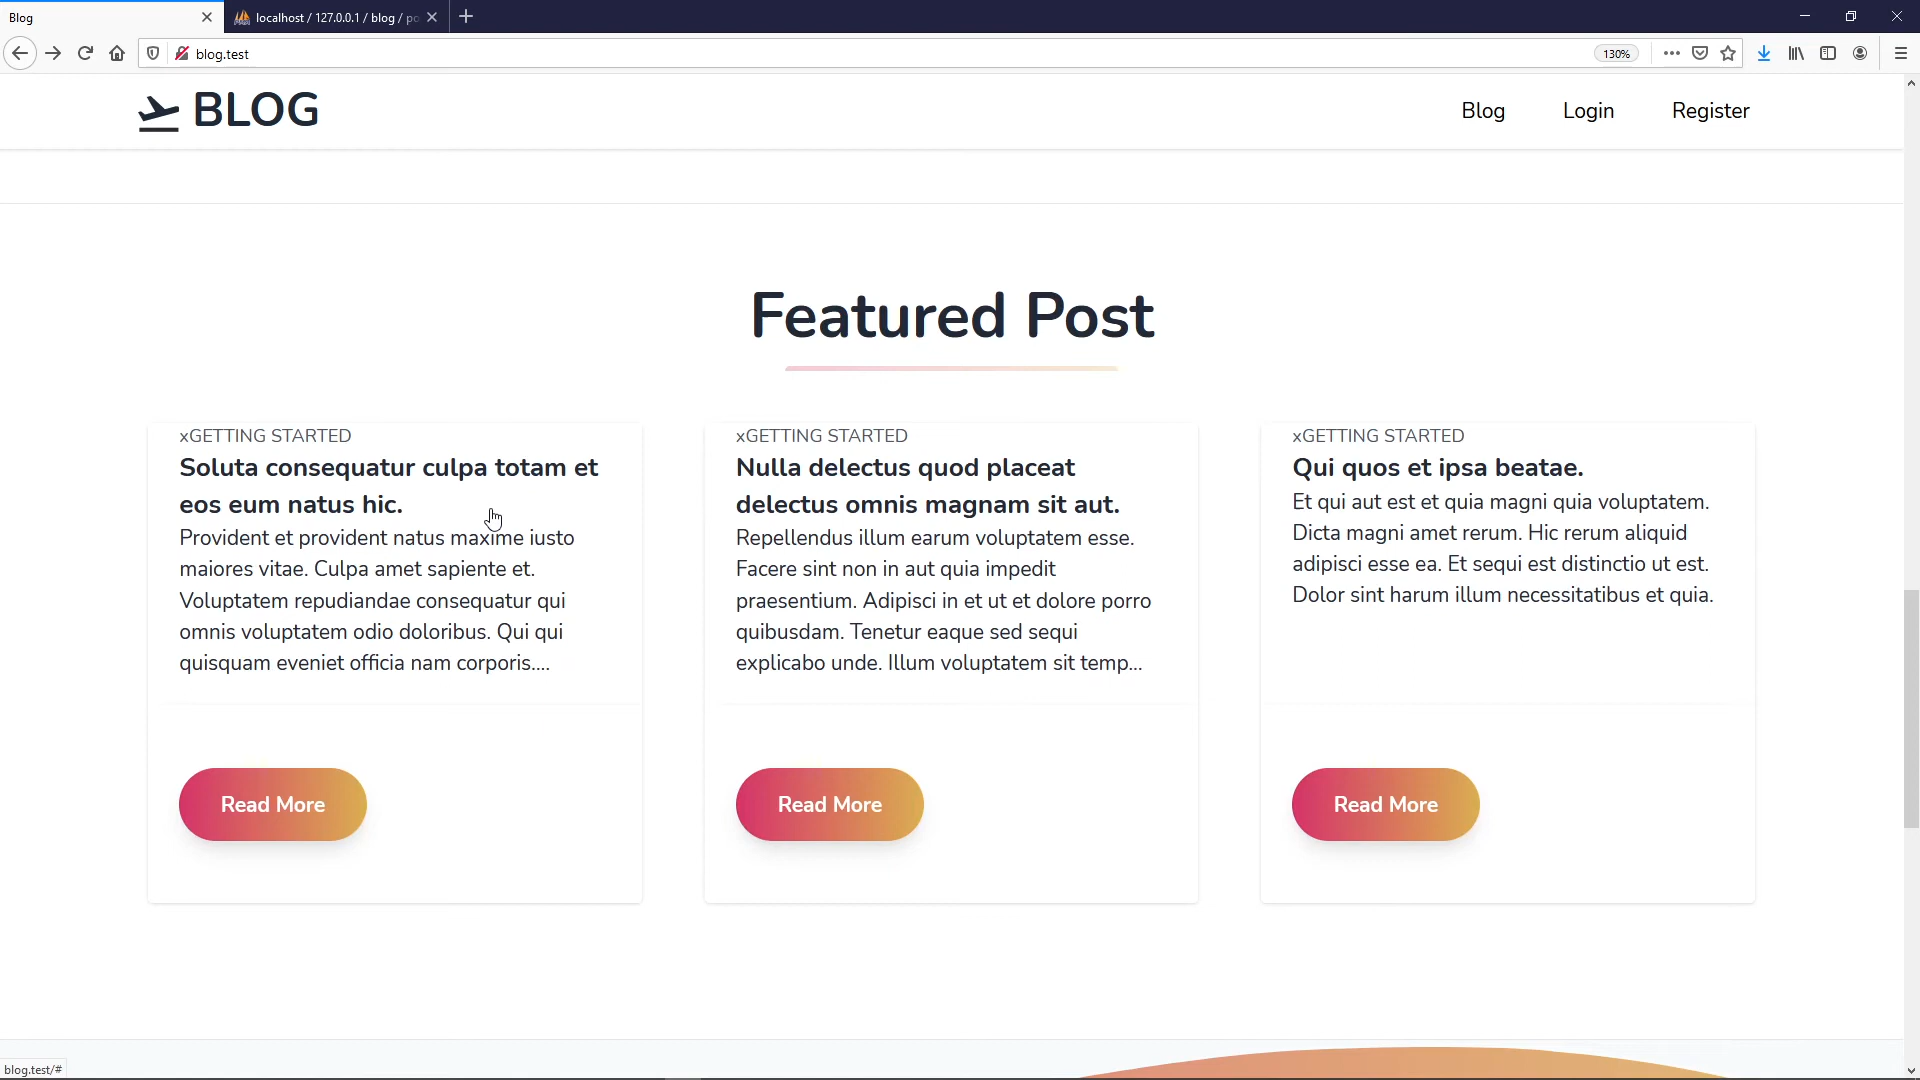 Blog
localhost / 127.0.0.1 / blog / po
blog.test
130%
BLOG
Blog
Login
Register
Featured Post
xGETTING STARTED
Soluta consequatur culpa totam et
eos eum natus hic.
Provident et provident natus maxime iusto
maiores vitae. Culpa amet sapiente et.
Voluptatem repudiandae consequatur qui
omnis voluptatem odio doloribus. Qui qui
quisquam eveniet officia nam corporis....
Read More
xGETTING STARTED
Nulla delectus quod placeat
delectus omnis magnam sit aut.
Repellendus illum earum voluptatem esse.
Facere sint non in aut quia impedit
praesentium. Adipisci in et ut et dolore porro
quibusdam. Tenetur eaque sed sequi
explicabo unde. Illum voluptatem sit temp...
Read More
xGETTING STARTED
Qui quos et ipsa beatae.
Et qui aut est et quia magni quia voluptatem.
Dicta magni amet rerum. Hic rerum aliquid
adipisci esse ea. Et sequi est distinctio ut est.
Dolor sint harum illum necessitatibus et quia.
Read More
blog.test/#